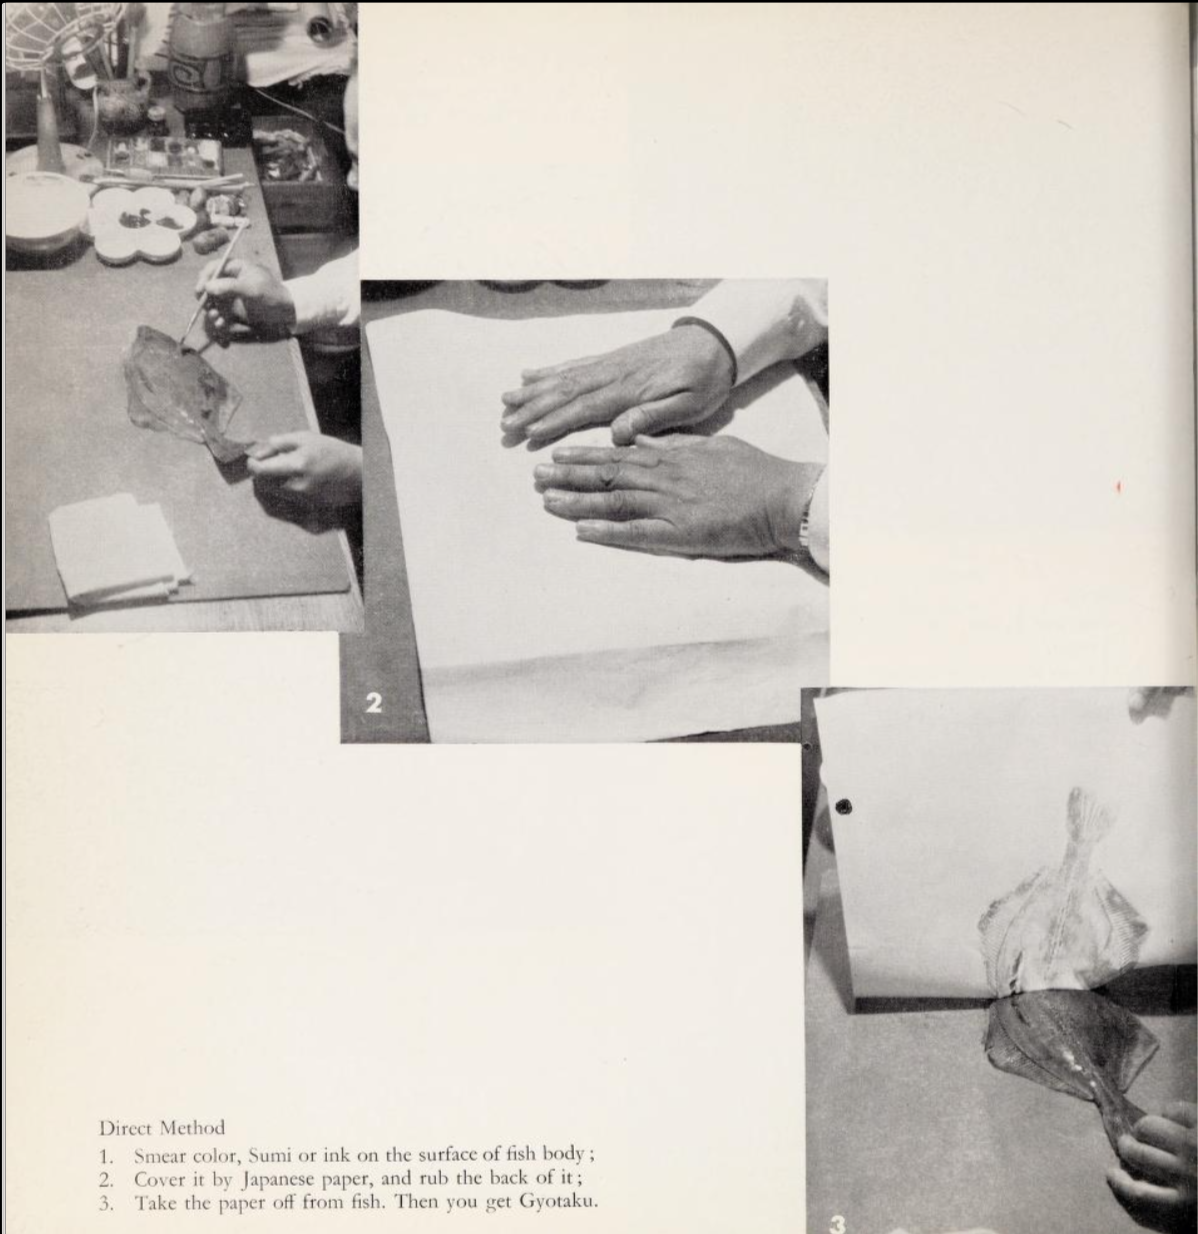 2
3
Direct Method
1. Smear color, Sumi or ink on the surface of fish body;
2. Cover it by Japanese paper, and rub the back of it;
3. Take the paper off from fish. Then you get Gyotaku.